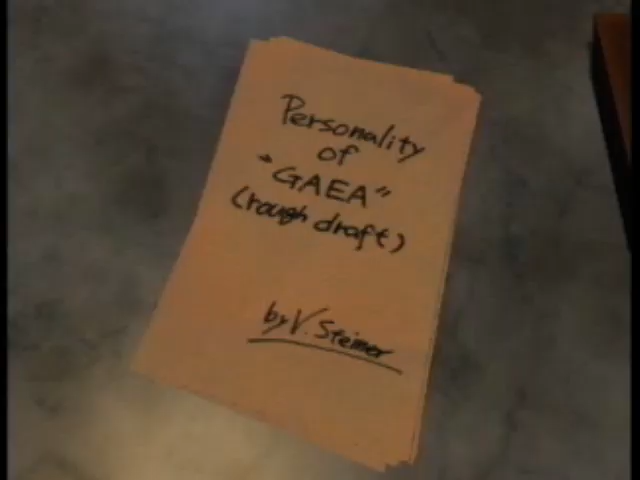 Personality
of
"GAEA"
(rough draft)
by V. Steiner